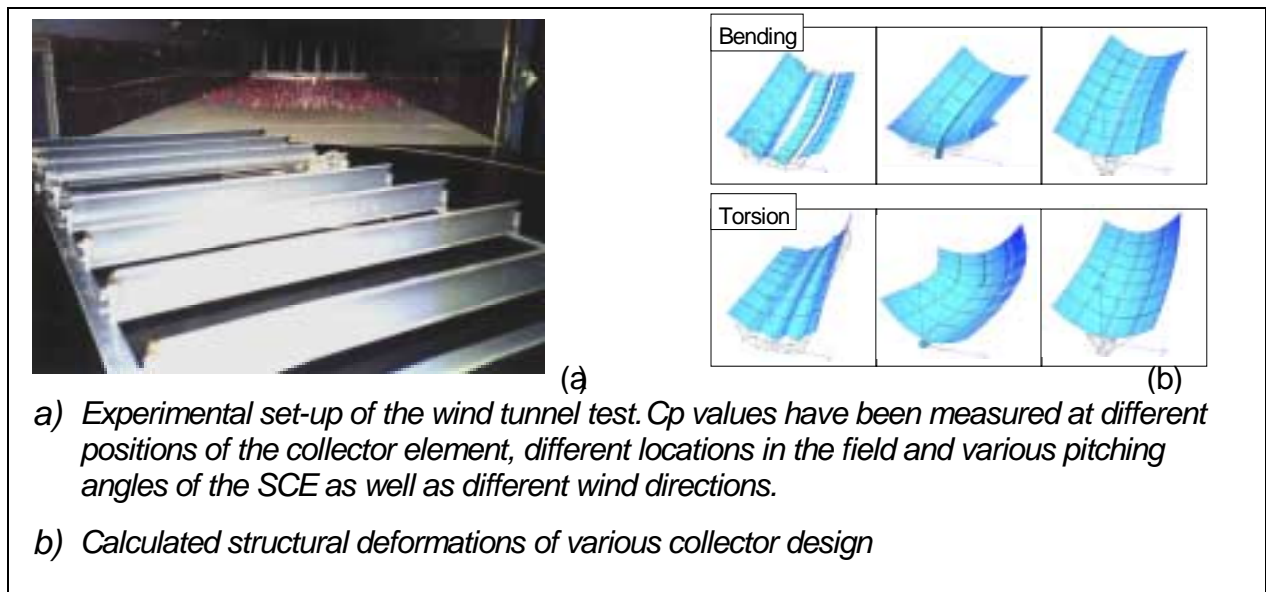 Bending
Torsion
(a)
(b)
a) Experimental set-up of the wind tunnel test. Cp values have been measured at different
positions of the collector element, different locations in the field and various pitching
angles of the SCE as well as different wind directions.
b) Calculated structural deformations of various collector design